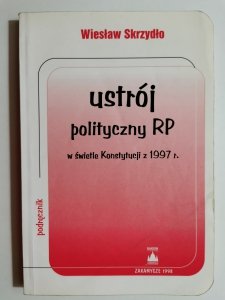 Wiesław Skrzydło
ustrój
polityczny RP
w świetle Konstytucji z 1997 r.
podręcznik
ZAKAMYCZE 1998